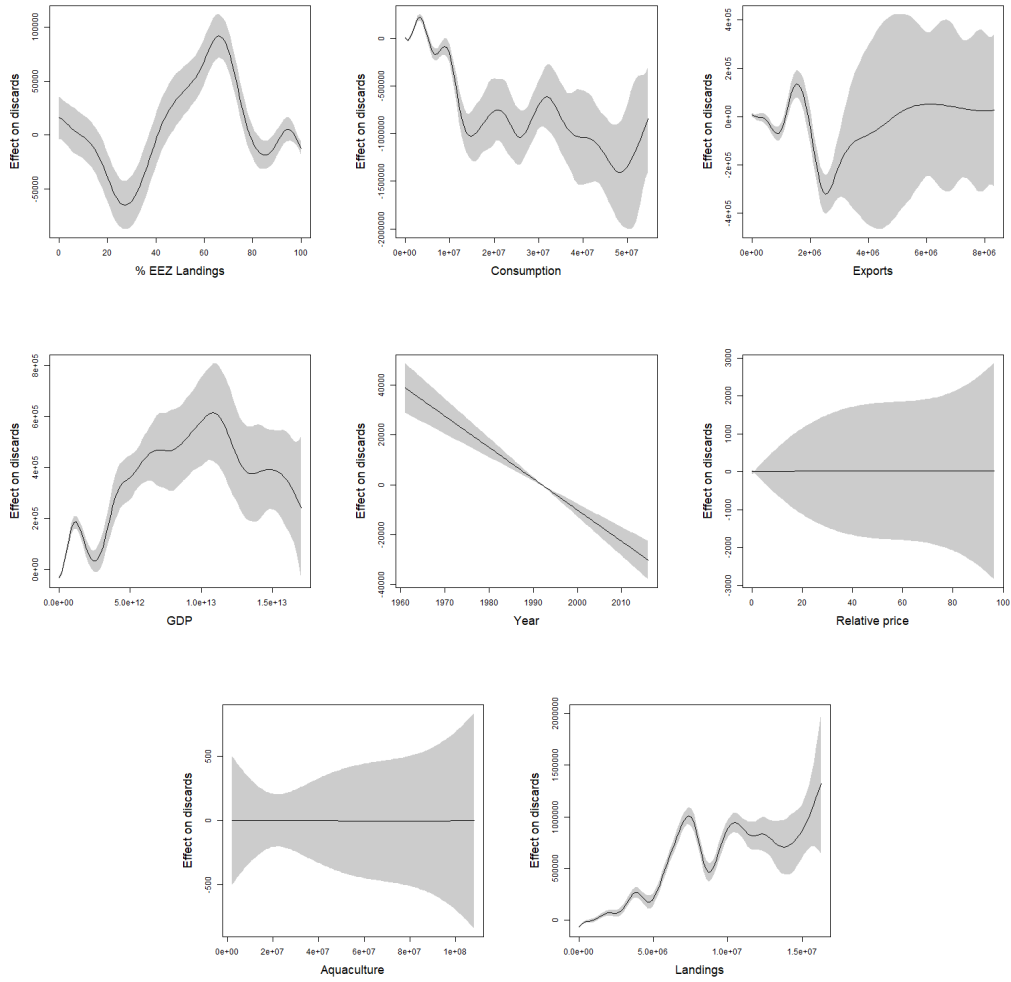 Effect on discards
-50000 0 50000 100000
0 20 40 60 80 100
% EEZ Landings
Effect on discards
-2000000 -1500000 -1000000 -500000 0
0e+00 1e+07 2e+07 3e+07 4e+07 5e+07
Consumption
Effect on discards
-4e+05 -2e+05 0e+00 2e+05 4e+05
0e+00 2e+06 4e+06 6e+06 8e+06
Exports
Effect on discards
0e+00 2e+05 4e+05 6e+05 8e+05
0.0e+00 5.0e+12 1.0e+13 1.5e+13
GDP
Effect on discards
-40000 -20000 0 20000 40000
1960 1970 1980 1990 2000 2010
Year
Effect on discards
-3000 -2000 -1000 0 1000 2000 3000
0 20 40 60 80 100
Relative price
Effect on discards
-500 0 500
0e+00 2e+07 4e+07 6e+07 8e+07 1e+08
Aquaculture
Effect on discards
0 500000 1000000 1500000 2000000
0.0e+00 5.0e+06 1.0e+07 1.5e+07
Landings